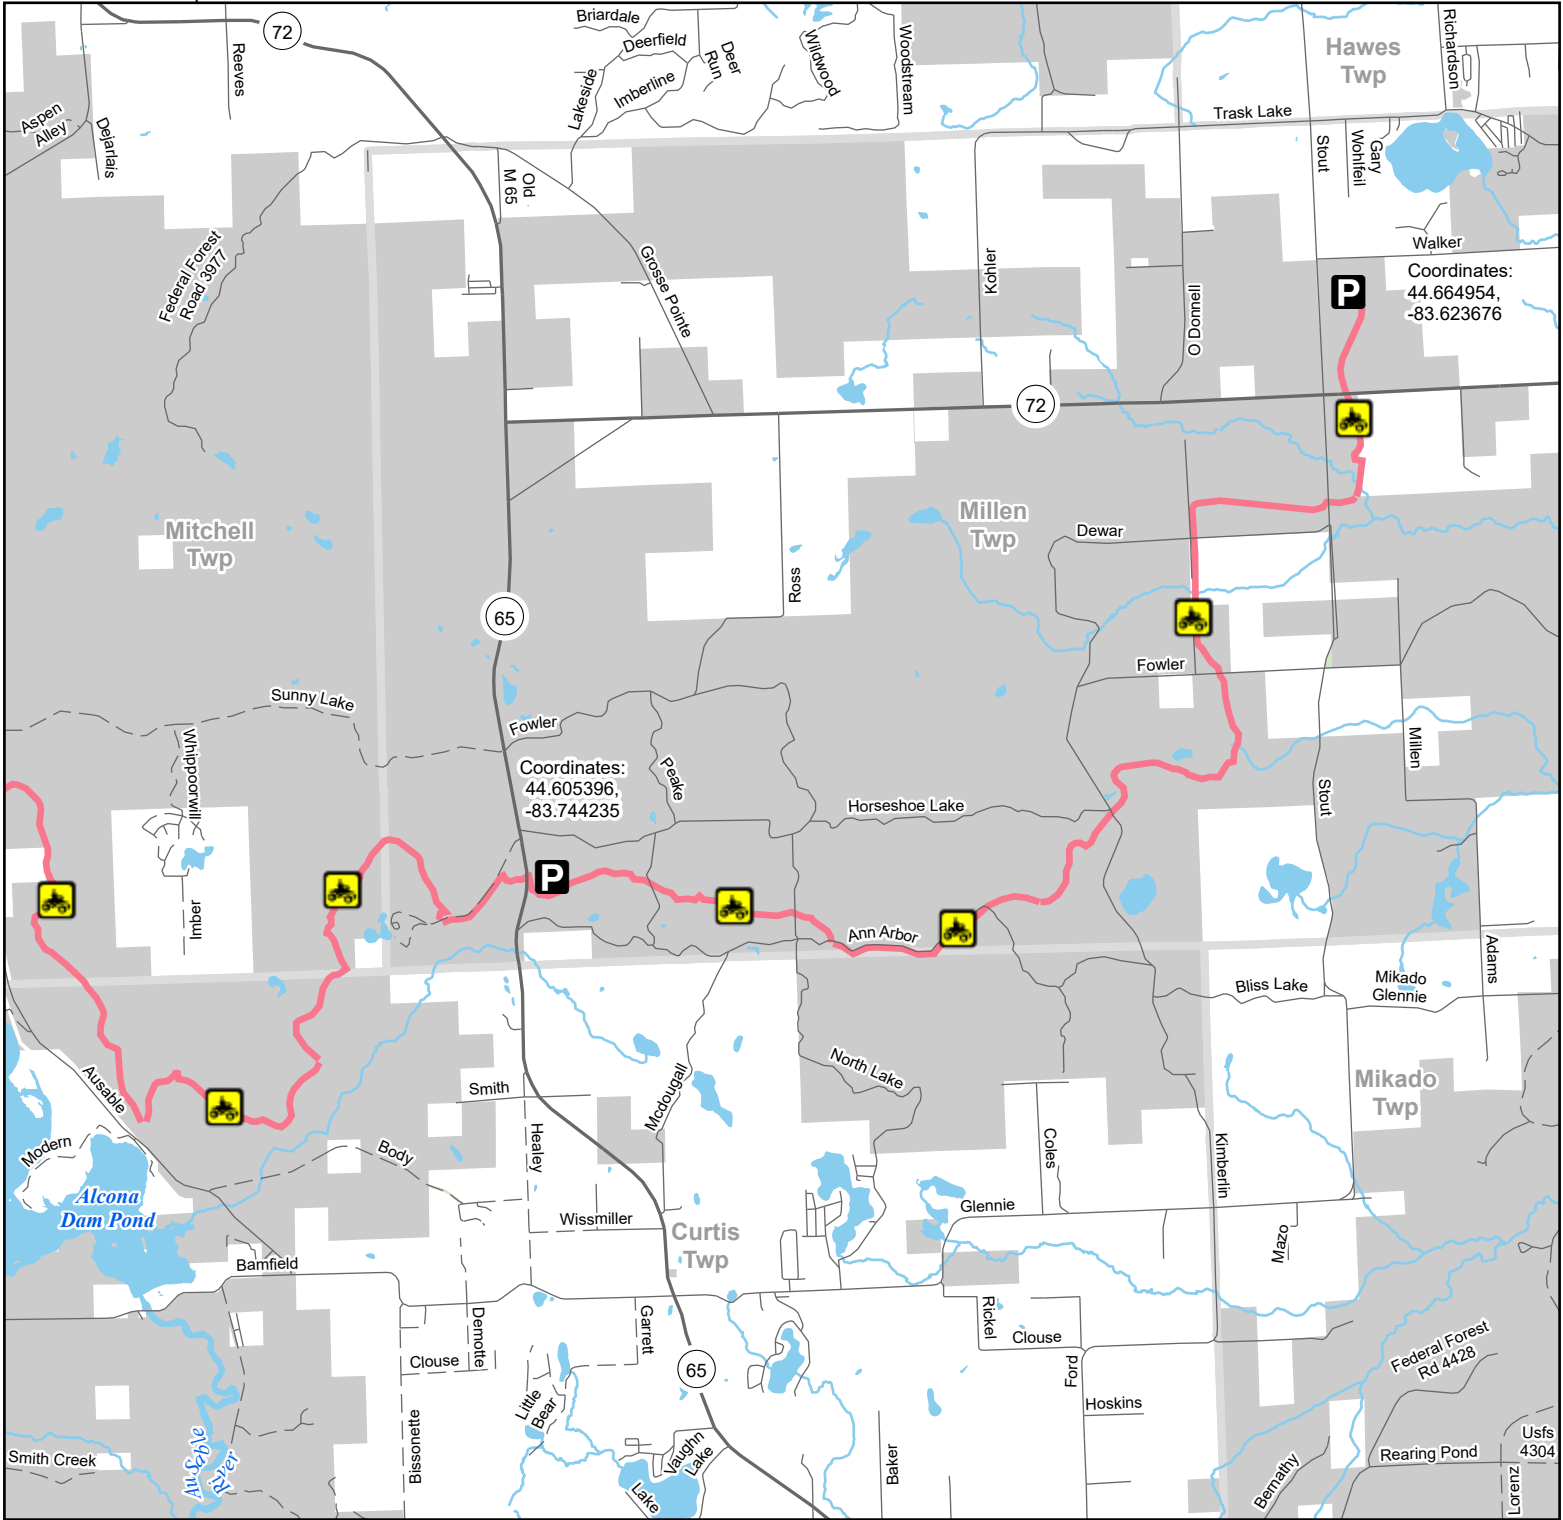 72
Reeves
Aspen
Alley
Dejarlais
Briardale
Deerfield
Deer
Run
Wildwood
Woodstream
Lakeside
Imberline
Hawes
Twp
Richardson
Trask Lake
Stout
Gary
Wohlfeil
Walker
Old
M 65
Federal Forest
Road 3977
Grosse Pointe
Kohler
O Donnell
P
Coordinates:
44.664954,
-83.623676
72
Mitchell
Twp
Millen
Twp
Dewar
Ross
65
Fowler
Sunny Lake
Fowler
Whippoorwill
Coordinates:
44.605396,
-83.744235
Peake
Horseshoe Lake
Millen
Stout
P
Imber
Ann Arbor
Bliss Lake
Mikado
Glennie
Adams
Ausable
Smith
Mcdougall
North Lake
Mikado
Twp
Modern
Body
Healey
Coles
Kimberlin
Alcona
Dam Pond
Wissmiller
Curtis
Twp
Glennie
Mazo
Bamfield
Demotte
Garrett
Rickel
Clouse
Clouse
65
Ford
Federal Forest
Rd 4428
Little
Bear
Hoskins
Bissonette
Smith Creek
Au Sable
River
Vaughn
Lake
Lake
Baker
Bernathy
Rearing Pond
Usfs
4304
Lorenz